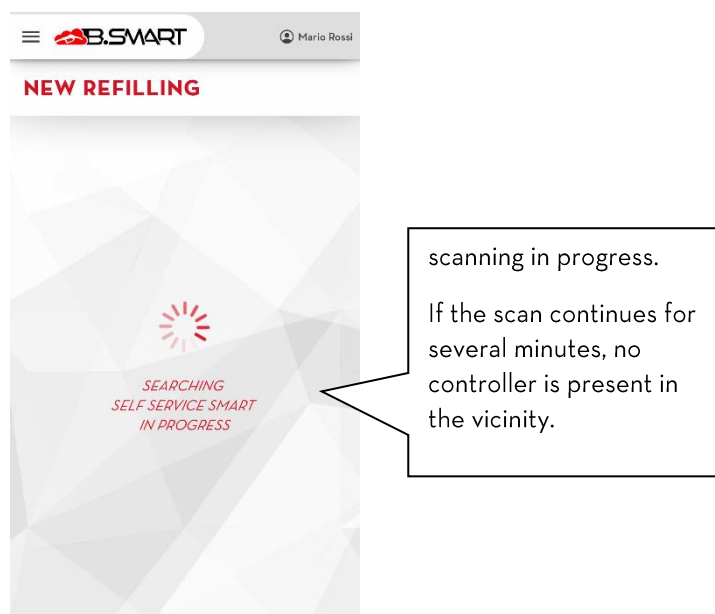 B.SMART
Mario Rossi
NEW REFILLING
SEARCHING
SELF SERVICE SMART
IN PROGRESS
scanning in progress.
If the scan continues for
several minutes, no
controller is present in
the vicinity.